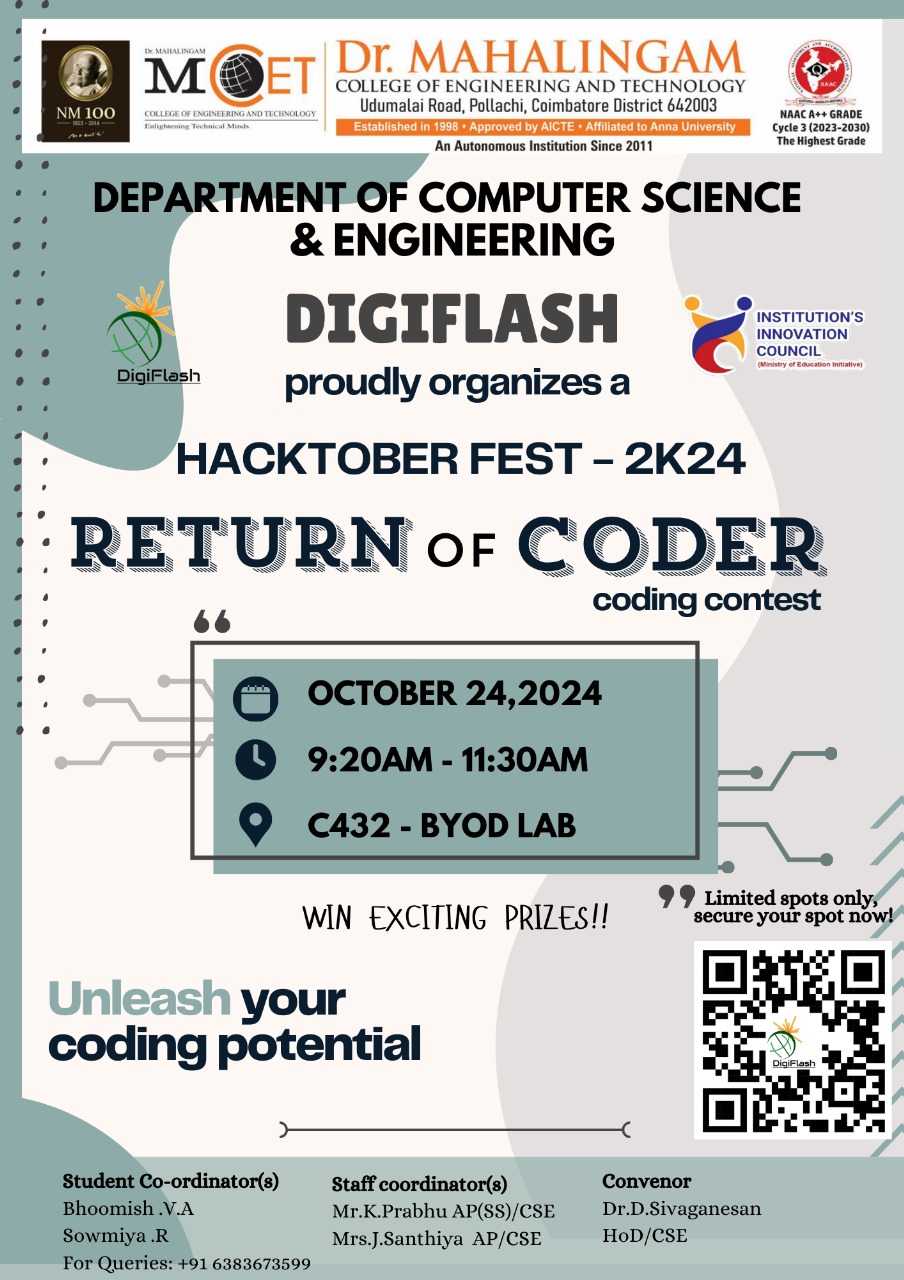 NM 100
1923 - 2014
Dr. MAHALINGAM
MCET
COLLEGE OF ENGINEERING AND TECHNOLOGY
Enlightening Technical Minds
Dr. MAHALINGAM
COLLEGE OF ENGINEERING AND TECHNOLOGY
Udumalai Road, Pollachi, Coimbatore District 642003
Established in 1998 • Approved by AICTE • Affiliated to Anna University
An Autonomous Institution Since 2011
NAAC
NAAC A++ GRADE
Cycle 3 (2023-2030)
The Highest Grade
DEPARTMENT OF COMPUTER SCIENCE
& ENGINEERING
DigiFlash
DIGIFLASH
proudly organizes a
INSTITUTION'S
INNOVATION
COUNCIL
(Ministry of Education Initiative)
HACKTOBER FEST – 2K24
RETURN OF CODER
coding contest
OCTOBER 24,2024
9:20AM - 11:30AM
C432 - BYOD LAB
WIN EXCITING PRIZES!!
Limited spots only,
secure your spot now!
DigiFlash
Unleash your
coding potential
Student Co-ordinator(s)
Bhoomish .V.A
Sowmiya .R
For Queries: +91 6383673599
Staff coordinator(s)
Mr.K.Prabhu AP(SS)/CSE
Mrs.J.Santhiya AP/CSE
Convenor
Dr.D.Sivaganesan
HoD/CSE